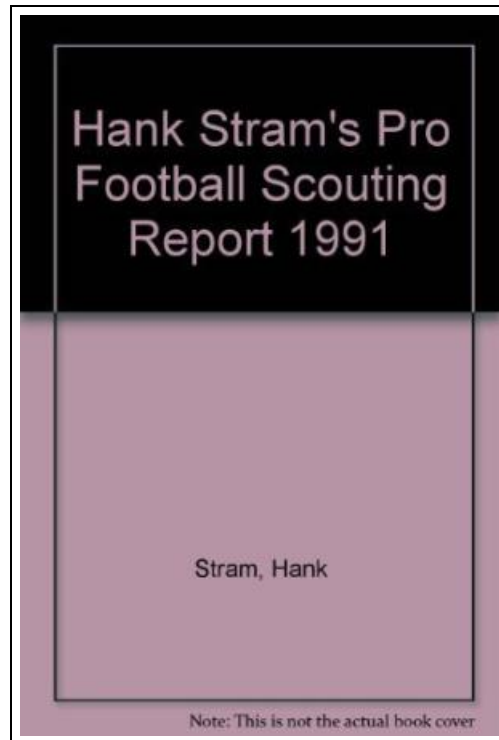 Hank Stram's Pro
Football Scouting
Report 1991
Stram, Hank
Note: This is not the actual book cover